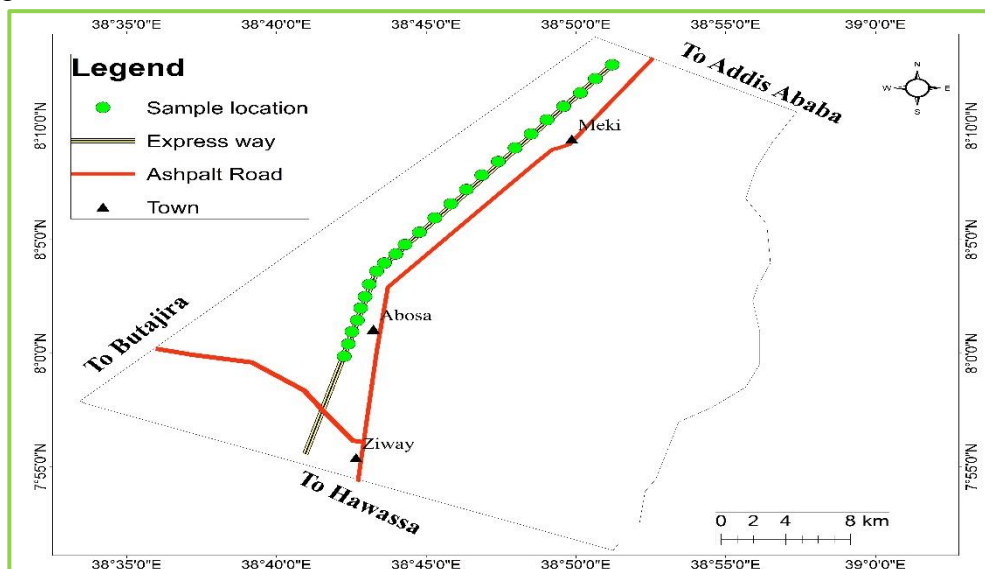 38°35'0"E 38°40'0"E 38°45'0"E 38°50'0"E 38°55'0"E 39°0'0"E
Legend
Sample location
Express way
Ashpalt Road
Town
To Addis Ababa
N
W E
S
Meki
8°10'0"N 8°10'0"N
8°5'0"N 8°5'0"N
Abosa
To Butajira
8°0'0"N 8°0'0"N
Ziway
7°55'0"N 7°55'0"N
To Hawassa
0 2 4 8 km
38°35'0"E 38°40'0"E 38°45'0"E 38°50'0"E 38°55'0"E 39°0'0"E